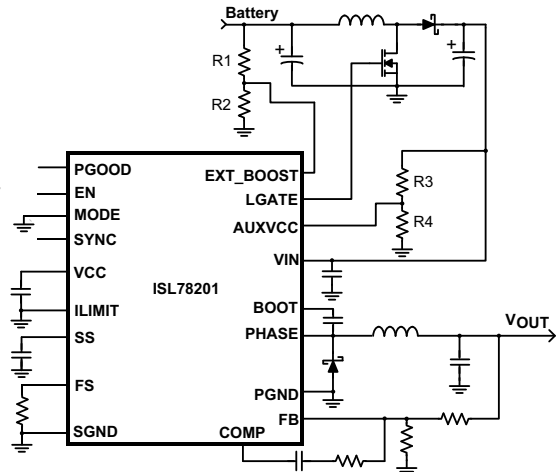 Battery
R1
R2
PGOOD
EN
MODE
SYNC
VCC
ILIMIT
SS
FS
SGND
ISL78201
EXT_BOOST
LGATE
AUXVCC
VIN
BOOT
PHASE
PGND
FB
COMP
R3
R4
VOUT
+
+